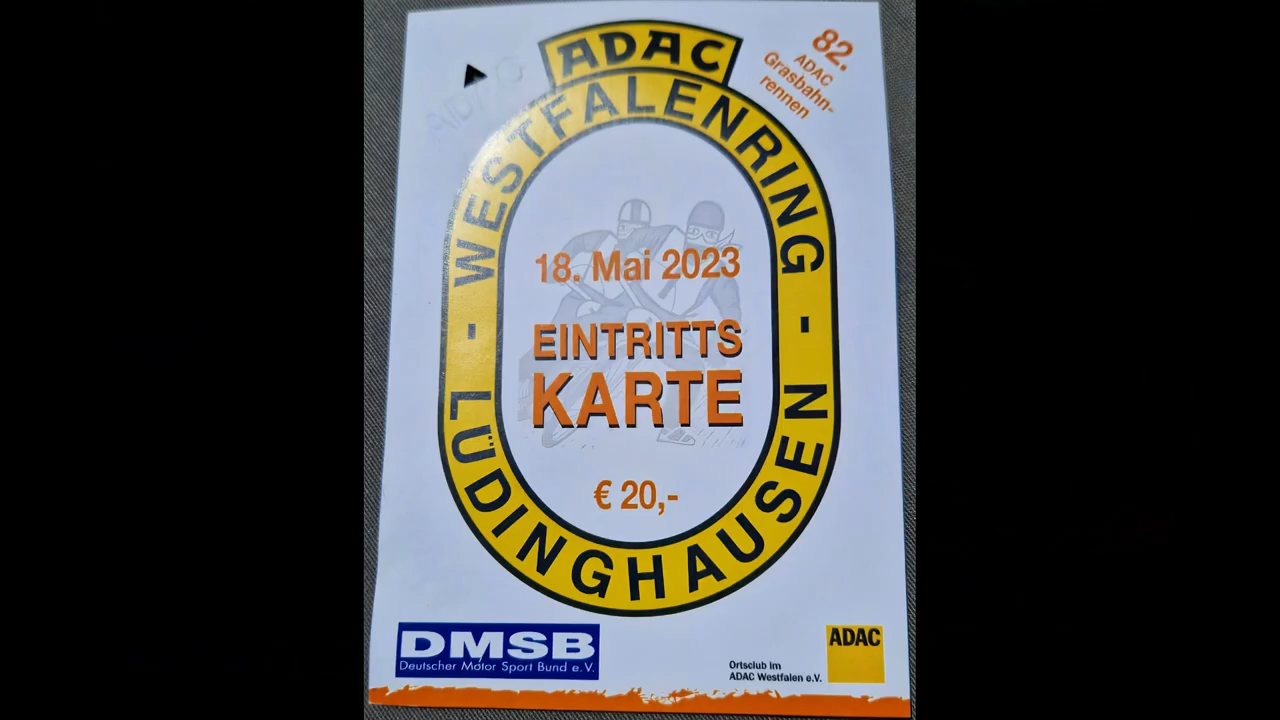 ADAC
82.
ADAC
Grasbahn-
rennen
WESTFALENRING
- LÜDINGHAUSEN -
18. Mai 2023
EINTRITTS
KARTE
€ 20,-
DMSB
Deutscher Motor Sport Bund e.V.
Ortsclub im
ADAC Westfalen e.V.
ADAC